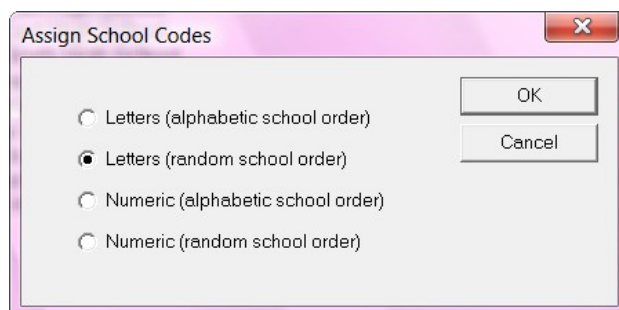 Assign School Codes
Letters (alphabetic school order)
Letters (random school order)
Numeric (alphabetic school order)
Numeric (random school order)
OK
Cancel